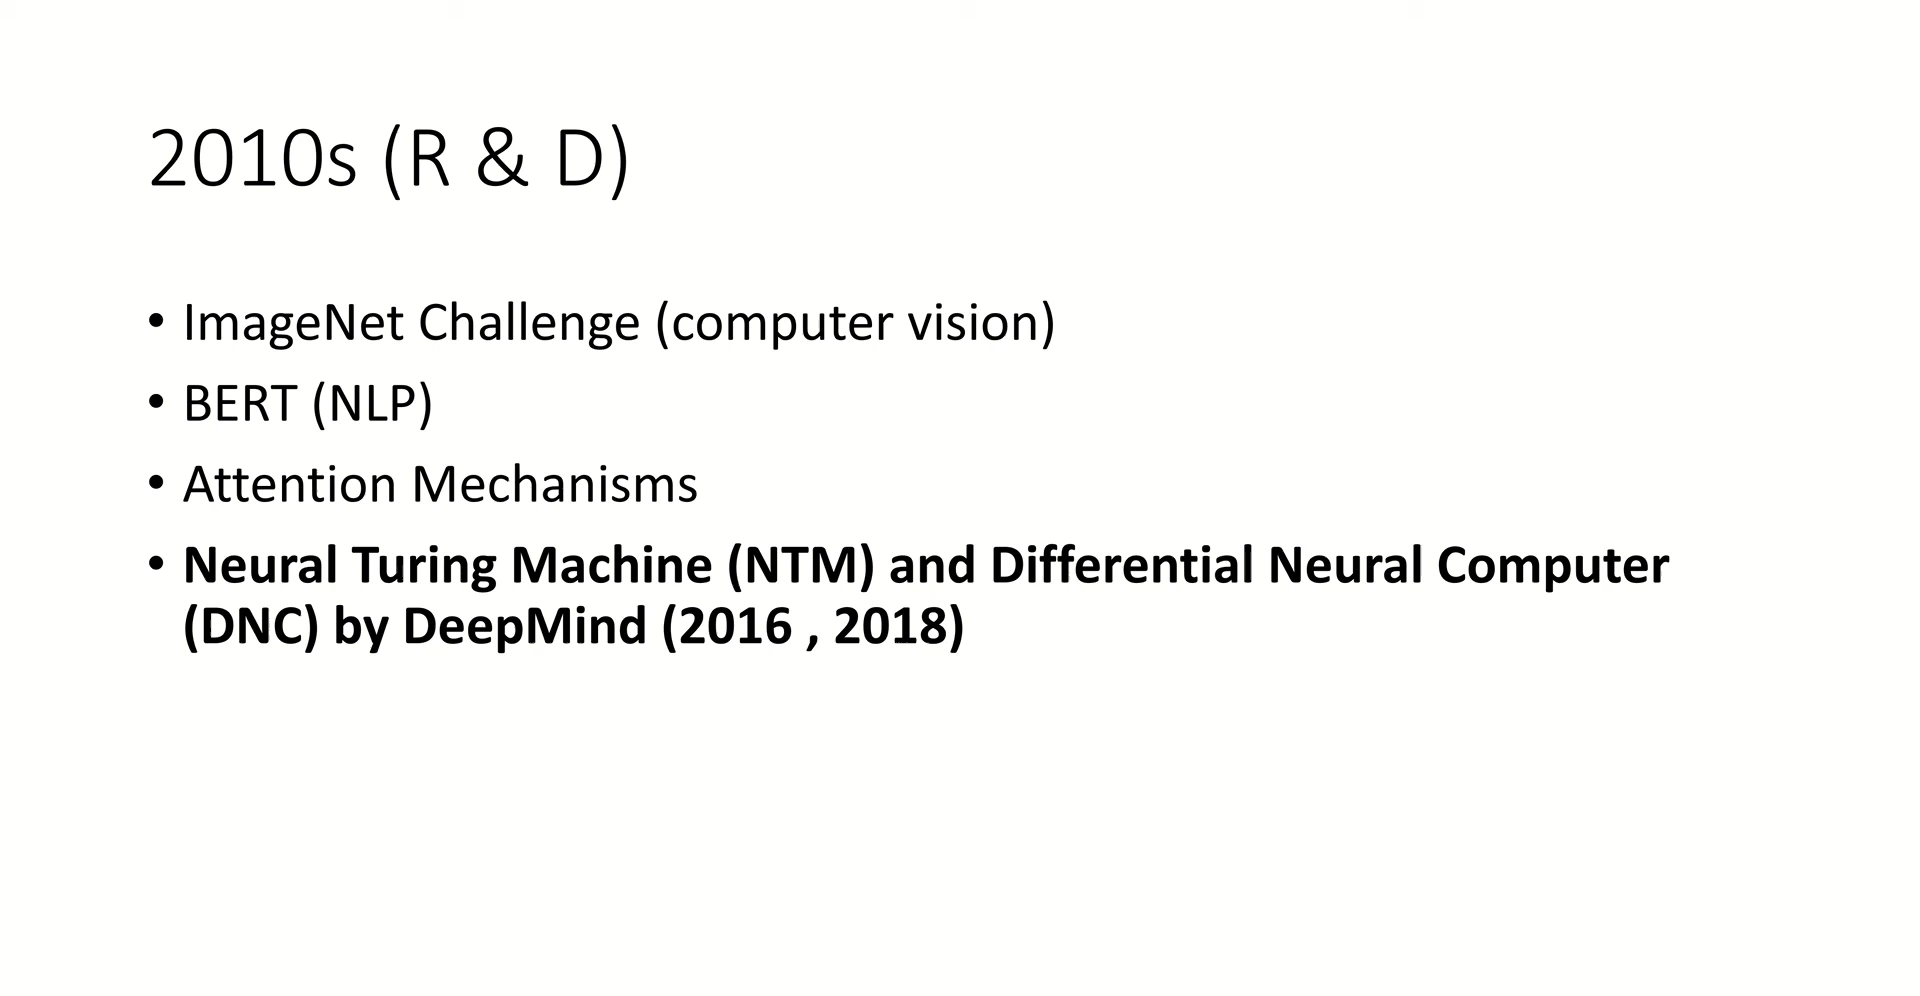 2010s (R & D)
• ImageNet Challenge (computer vision)
• BERT (NLP)
• Attention Mechanisms
• Neural Turing Machine (NTM) and Differential Neural Computer
(DNC) by DeepMind (2016 , 2018)